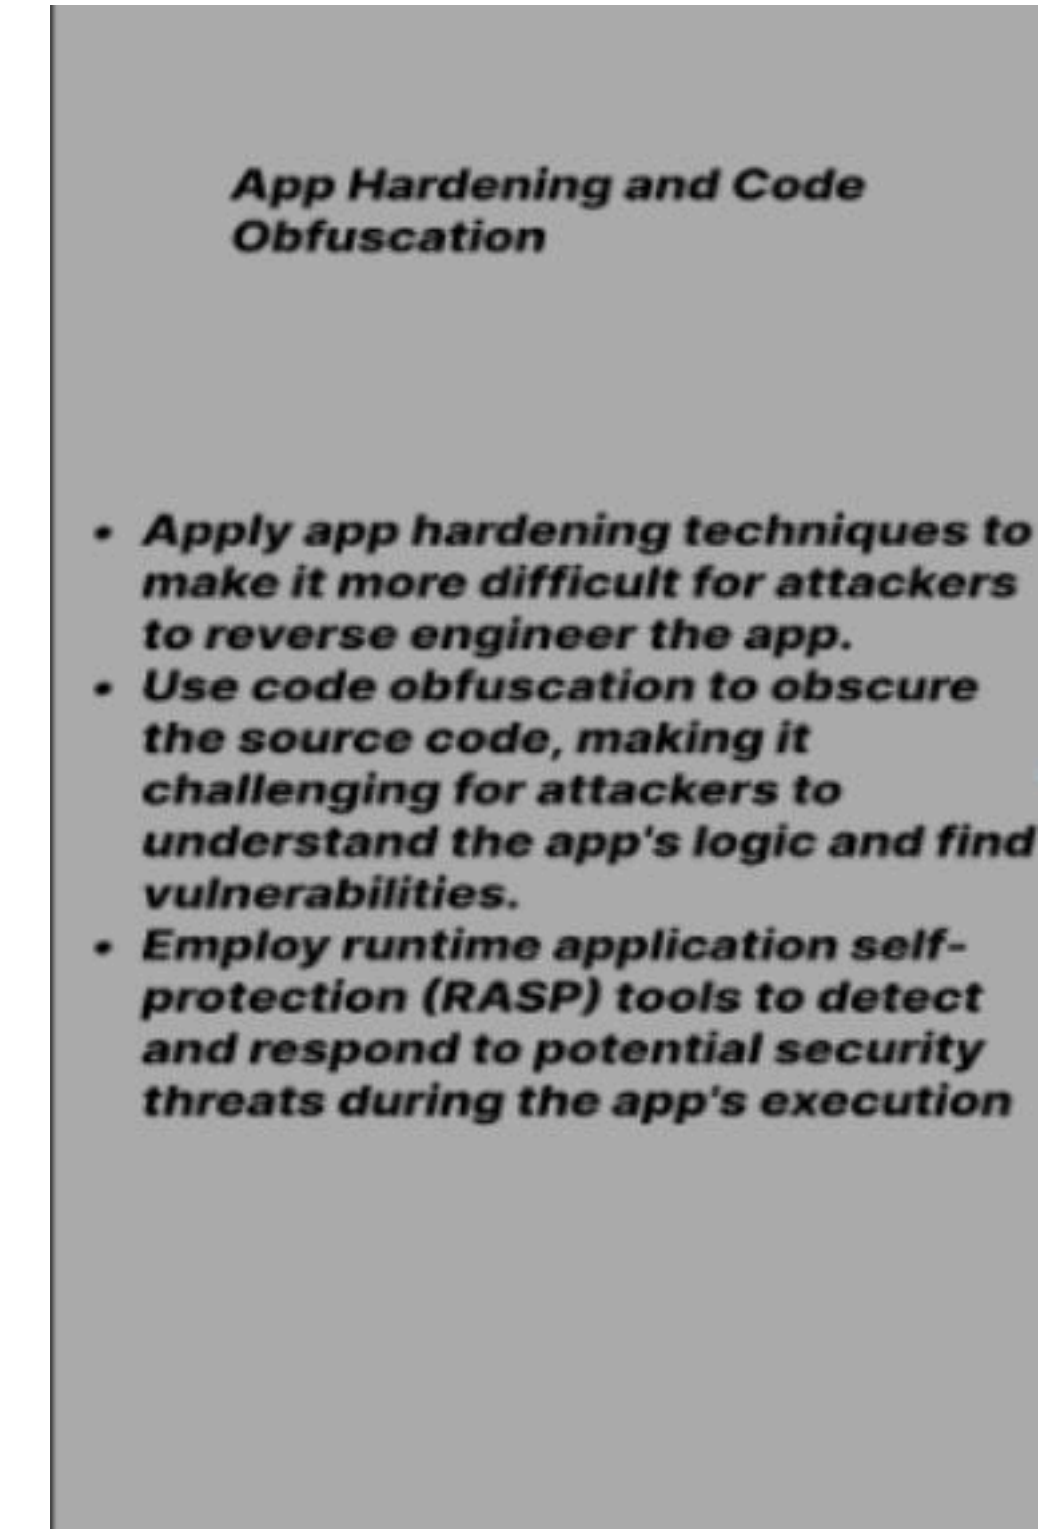 App Hardening and Code
Obfuscation
• Apply app hardening techniques to
make it more difficult for attackers
to reverse engineer the app.
• Use code obfuscation to obscure
the source code, making it
challenging for attackers to
understand the app's logic and find
vulnerabilities.
• Employ runtime application self-
protection (RASP) tools to detect
and respond to potential security
threats during the app's execution